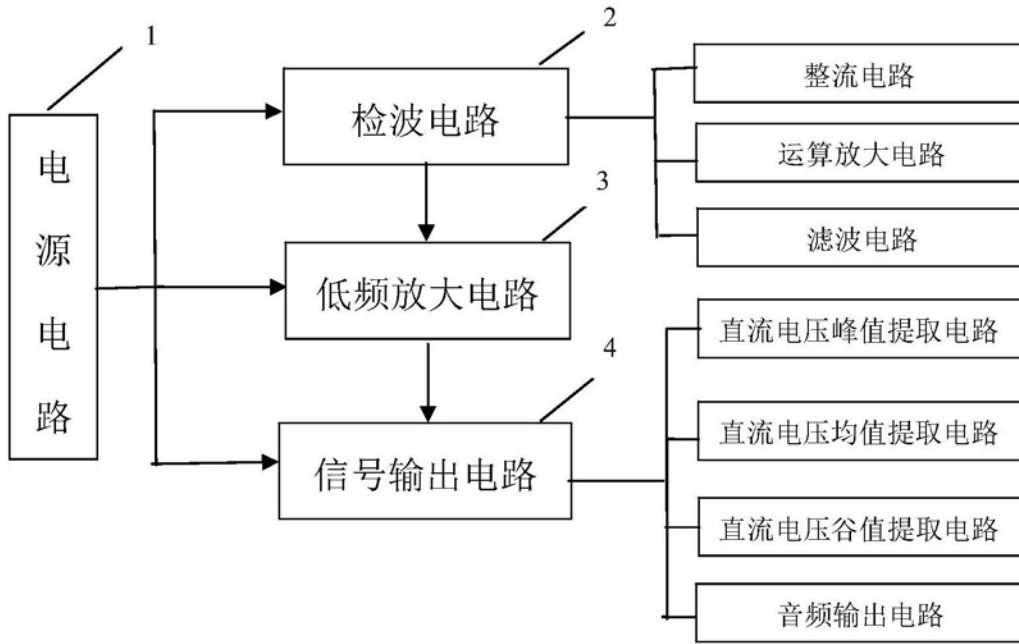 1
电源电路
2
检波电路
3
低频放大电路
4
信号输出电路
整流电路
运算放大电路
滤波电路
直流电压峰值提取电路
直流电压均值提取电路
直流电压谷值提取电路
音频输出电路